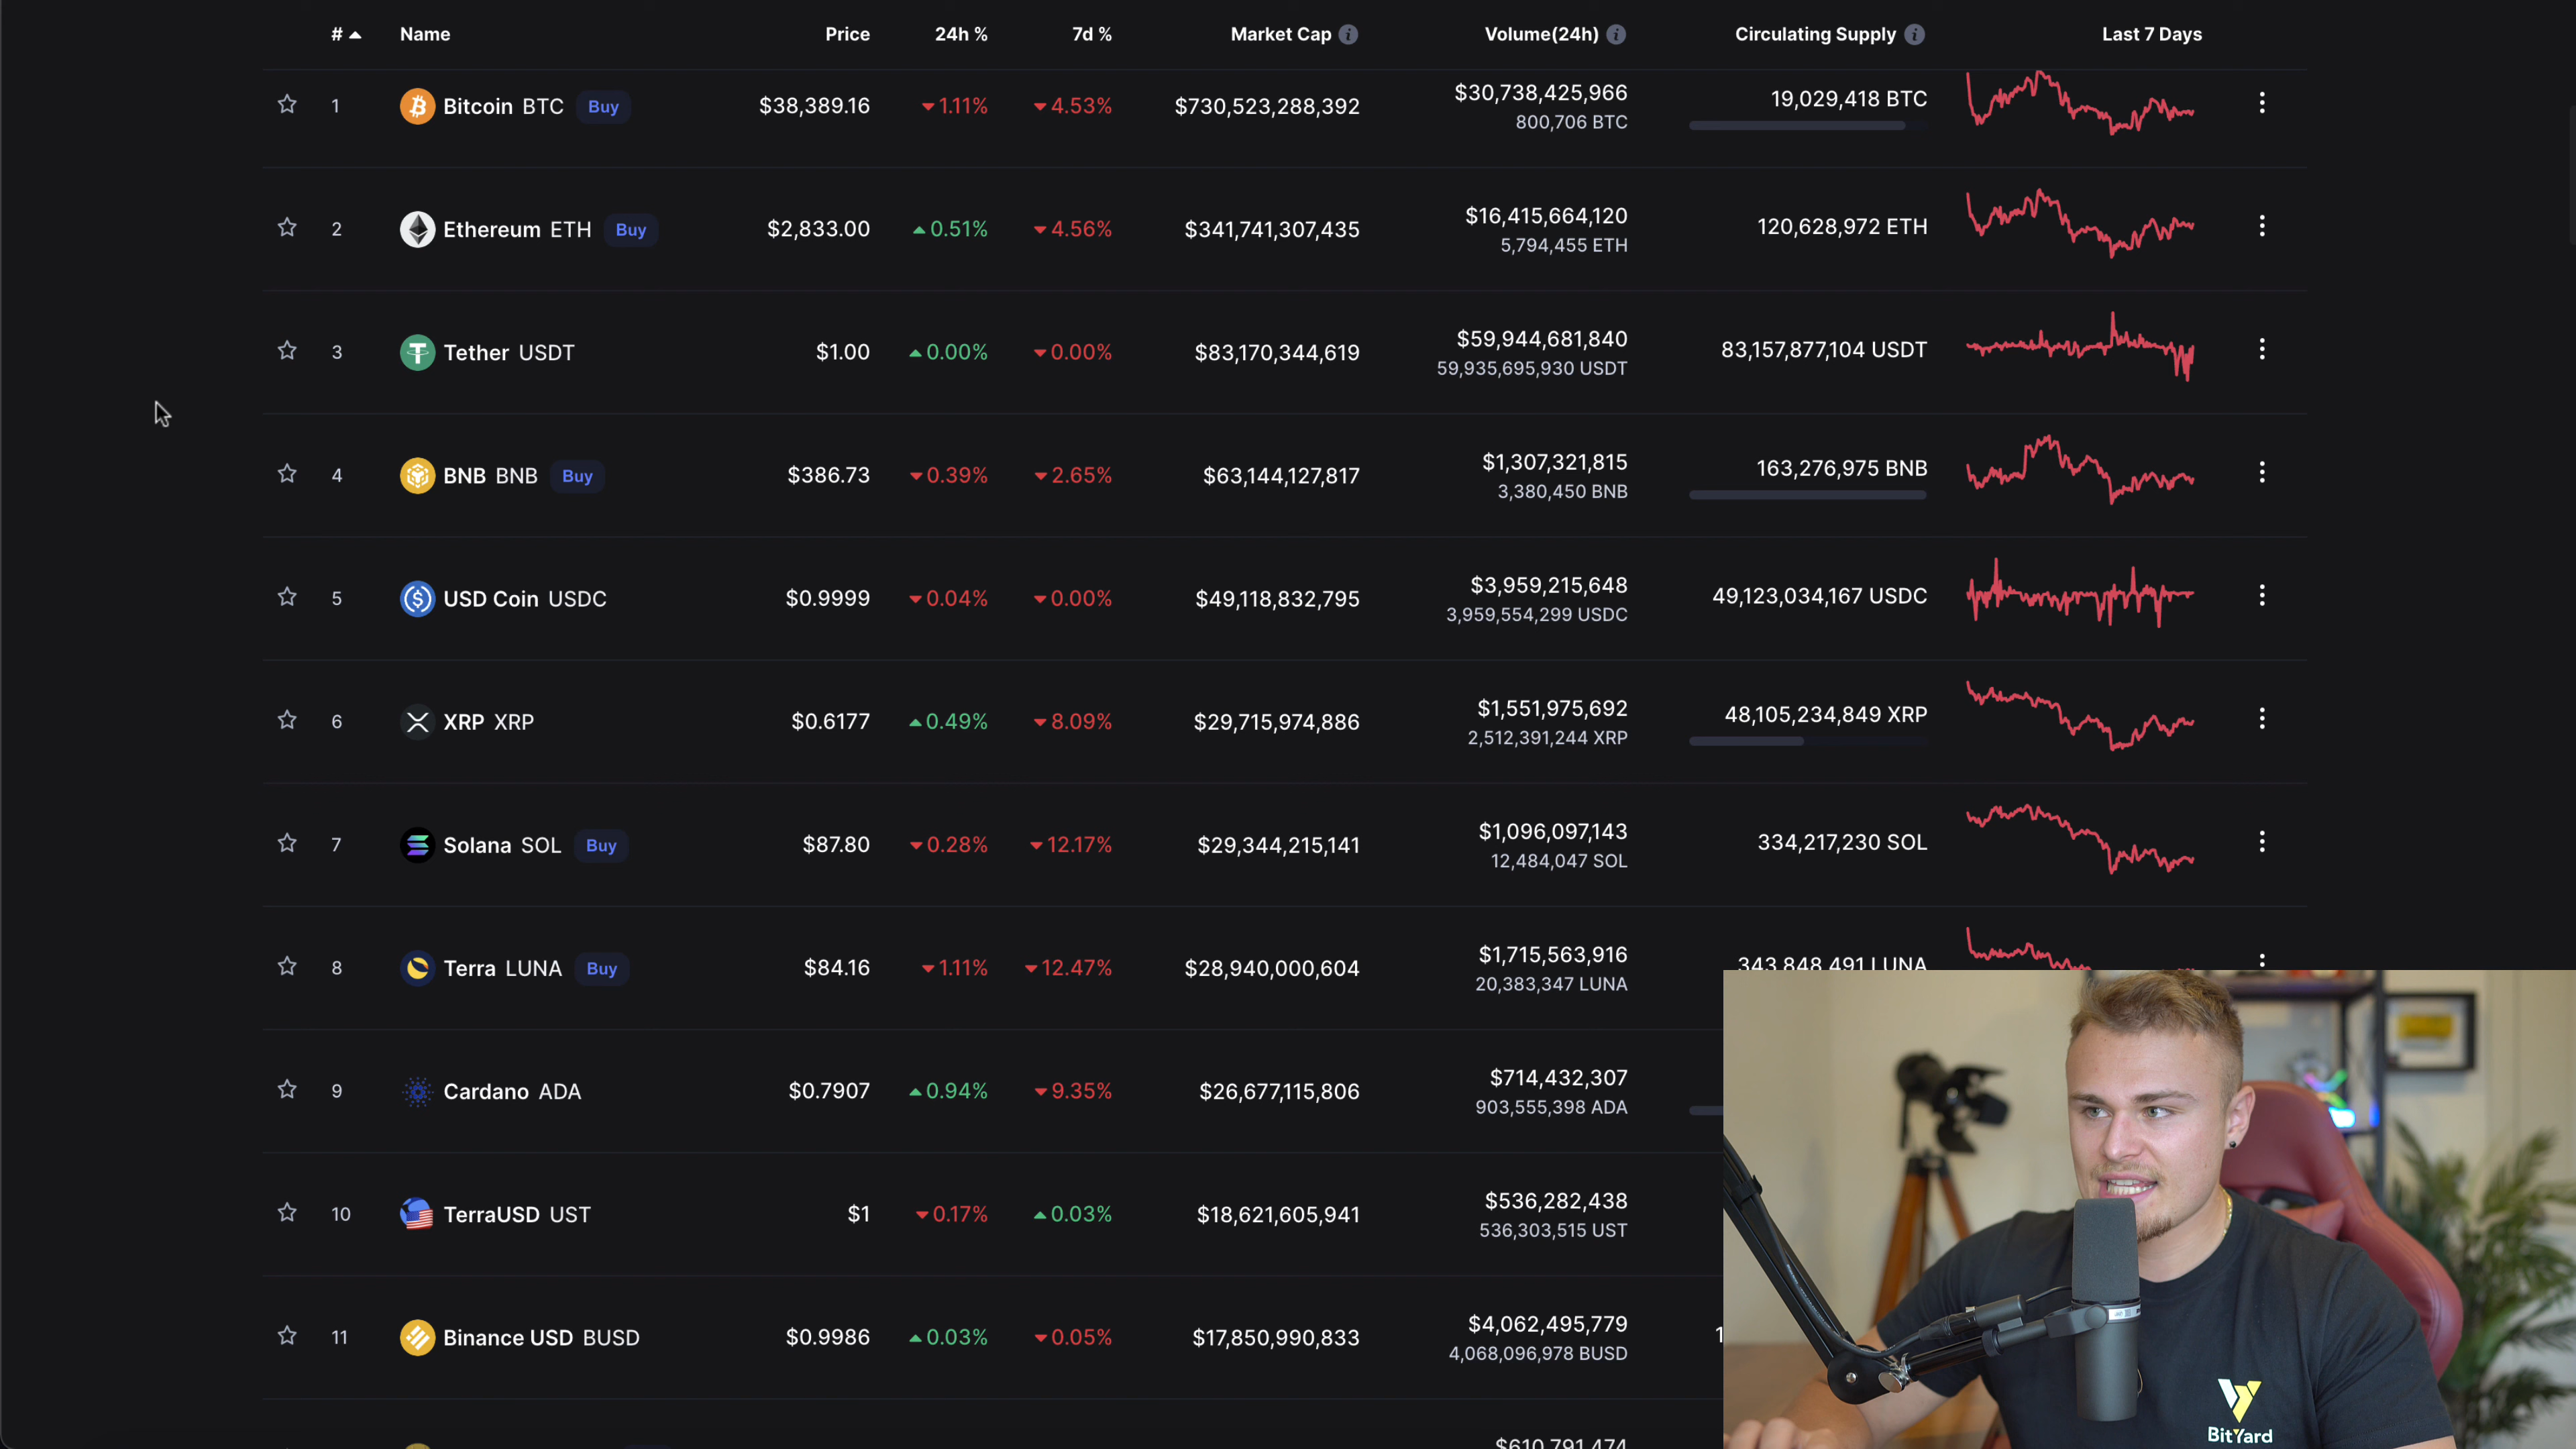 # Name Price 24h % 7d % Market Cap Volume(24h) Circulating Supply Last 7 Days
1 Bitcoin BTC Buy $38,389.16 1.11% 4.53% $730,523,288,392 $30,738,425,966 19,029,418 BTC
800,706 BTC
2 Ethereum ETH Buy $2,833.00 0.51% 4.56% $341,741,307,435 $16,415,664,120 120,628,972 ETH
5,794,455 ETH
3 Tether USDT $1.00 0.00% 0.00% $83,170,344,619 $59,944,681,840 83,157,877,104 USDT
59,935,695,930 USDT
4 BNB BNB Buy $386.73 0.39% 2.65% $63,144,127,817 $1,307,321,815 163,276,975 BNB
3,380,450 BNB
5 USD Coin USDC $0.9999 0.04% 0.00% $49,118,832,795 $3,959,215,648 49,123,034,167 USDC
3,959,554,299 USDC
6 XRP XRP $0.6177 0.49% 8.09% $29,715,974,886 $1,551,975,692 48,105,234,849 XRP
2,512,391,244 XRP
7 Solana SOL Buy $87.80 0.28% 12.17% $29,344,215,141 $1,096,097,143 334,217,230 SOL
12,484,047 SOL
8 Terra LUNA Buy $84.16 1.11% 12.47% $28,940,000,604 $1,715,563,916 343,848,491 LUNA
20,383,347 LUNA
9 Cardano ADA $0.7907 0.94% 9.35% $26,677,115,806 $714,432,307
903,555,398 ADA
10 TerraUSD UST $1 0.17% 0.03% $18,621,605,941 $536,282,438
536,303,515 UST
11 Binance USD BUSD $0.9986 0.03% 0.05% $17,850,990,833 $4,062,495,779 1
4,068,096,978 BUSD
$610,791,474
BitYard